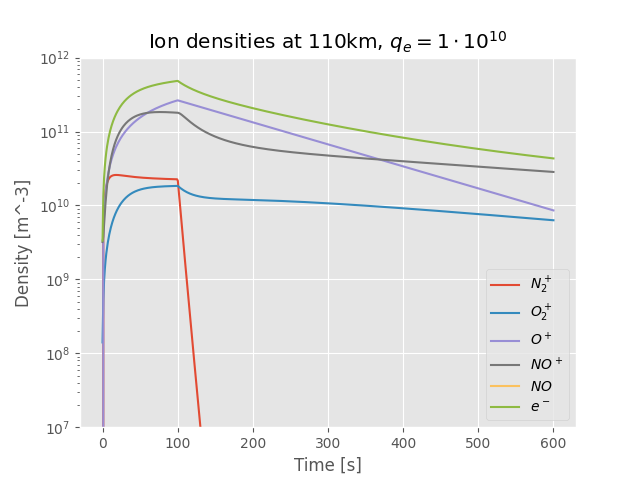 Ion densities at 110km, $q_e = 1 \cdot 10^{10}$
Density [m^-3]
$10^{12}$
$10^{11}$
$10^{10}$
$10^{9}$
$10^{8}$
$10^{7}$
$N_2^+$
$O_2^+$
$O^+$
$NO^+$
$NO$
$e^-$
0 100 200 300 400 500 600
Time [s]